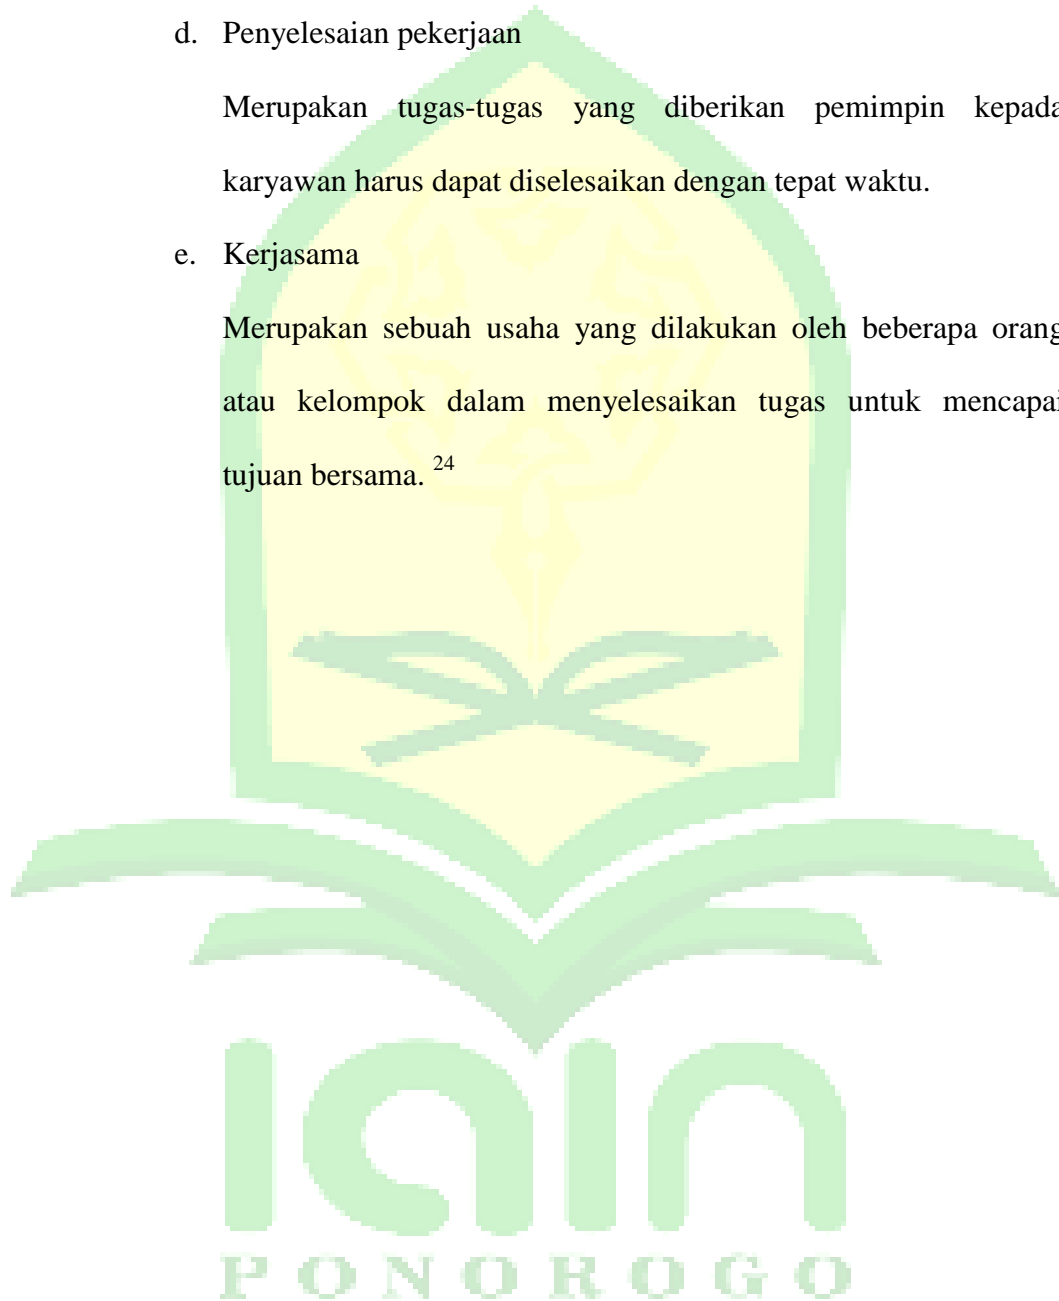 d. Penyelesaian pekerjaan
Merupakan tugas-tugas yang diberikan pemimpin kepada
karyawan harus dapat diselesaikan dengan tepat waktu.
e. Kerjasama
Merupakan sebuah usaha yang dilakukan oleh beberapa orang
atau kelompok dalam menyelesaikan tugas untuk mencapai
tujuan bersama. 24
IAIN
PONOROGO